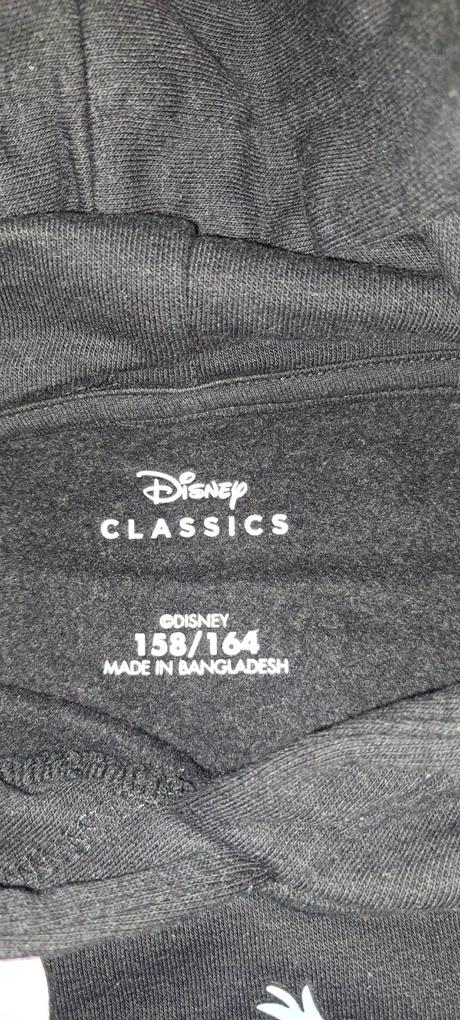 Disney
CLASSICS
©DISNEY
158/164
MADE IN BANGLADESH